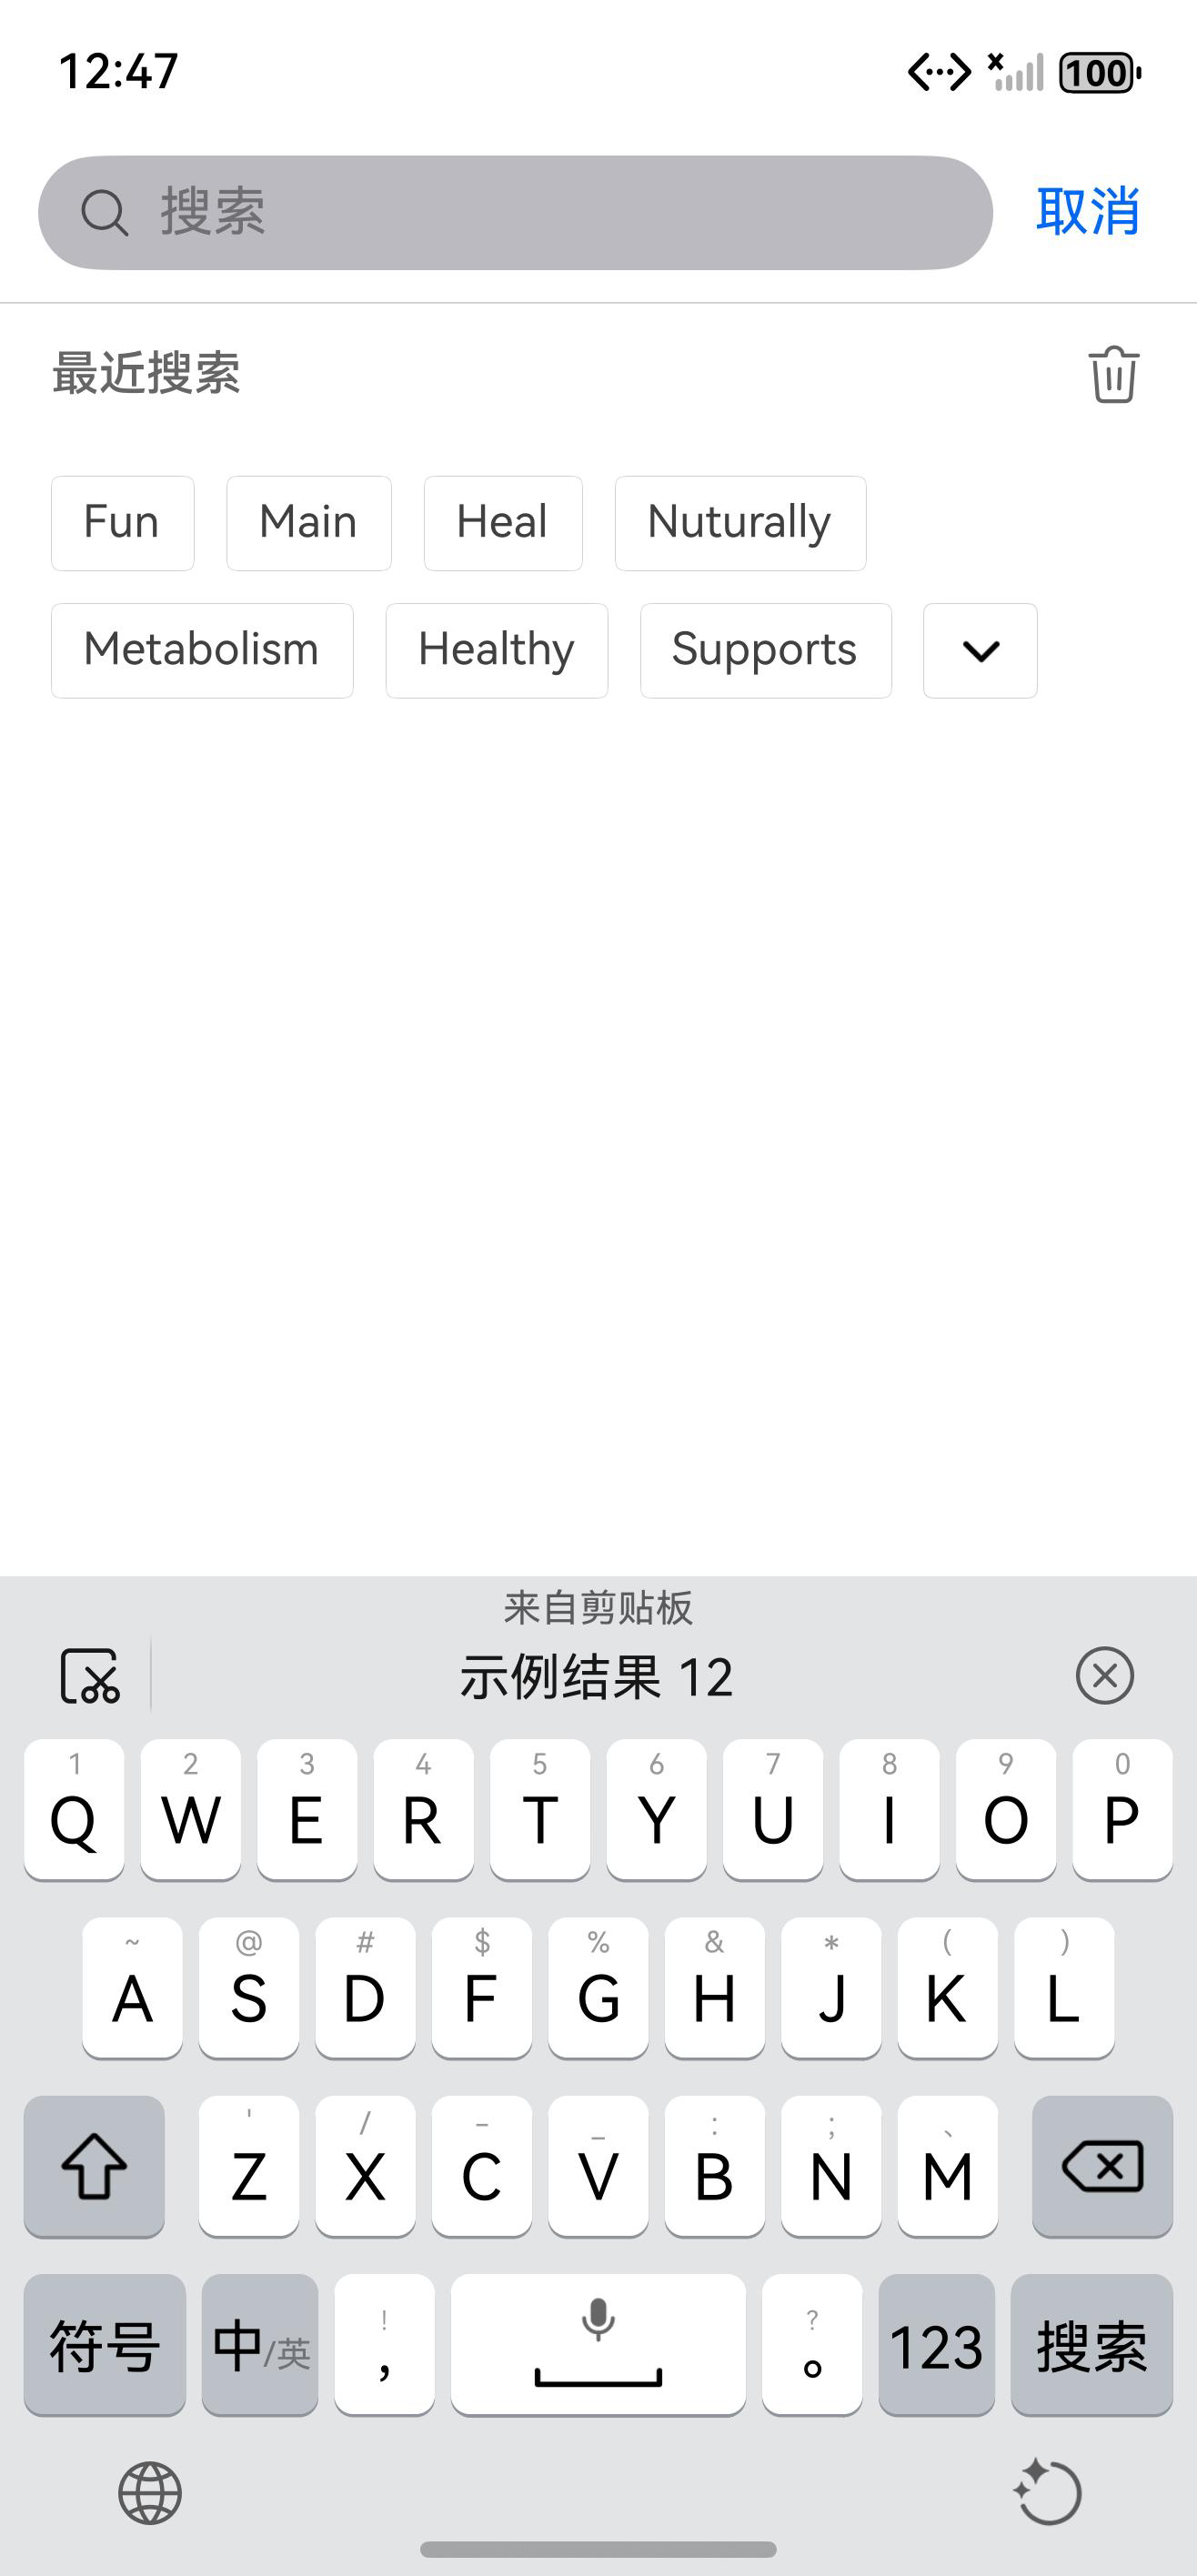 12:47
100
搜索 取消
最近搜索
Fun Main Heal Nuturally
Metabolism Healthy Supports
来自剪贴板
示例结果 12
1 2 3 4 5 6 7 8 9 0
Q W E R T Y U I O P
~ @ # $ % & * ( )
A S D F G H J K L
' / - _ : ; 、
Z X C V B N M
! ?
符号 中/英 , 。 123 搜索